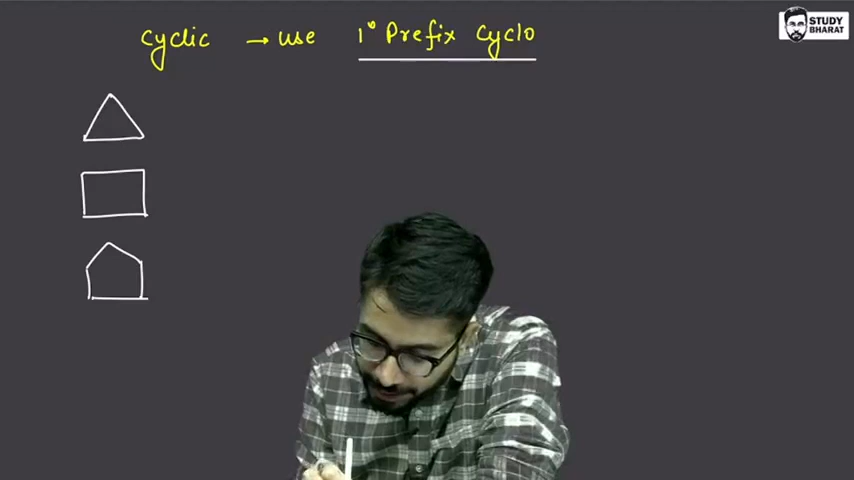 cyclic → use 1° Prefix Cyclo
STUDY
BHARAT